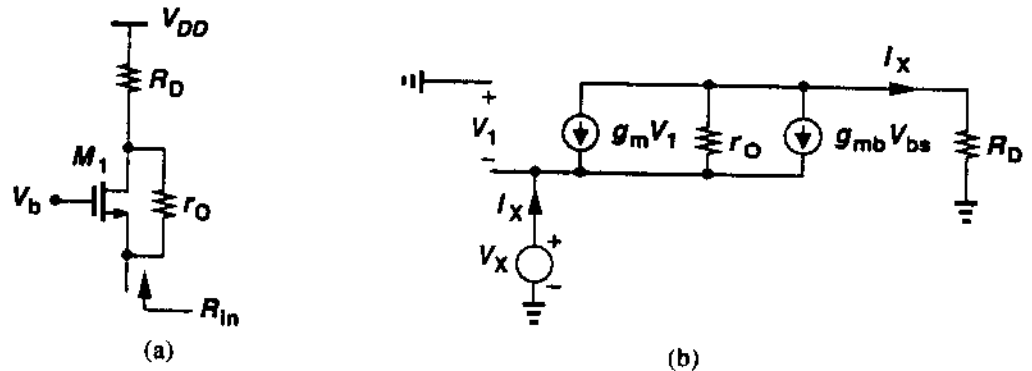 V_DD
R_D
M_1
V_b
r_O
R_in
(a)
I_X
+
V_1
-
g_m V_1
r_O
g_mb V_bs
R_D
I_X
V_X
+
-
(b)